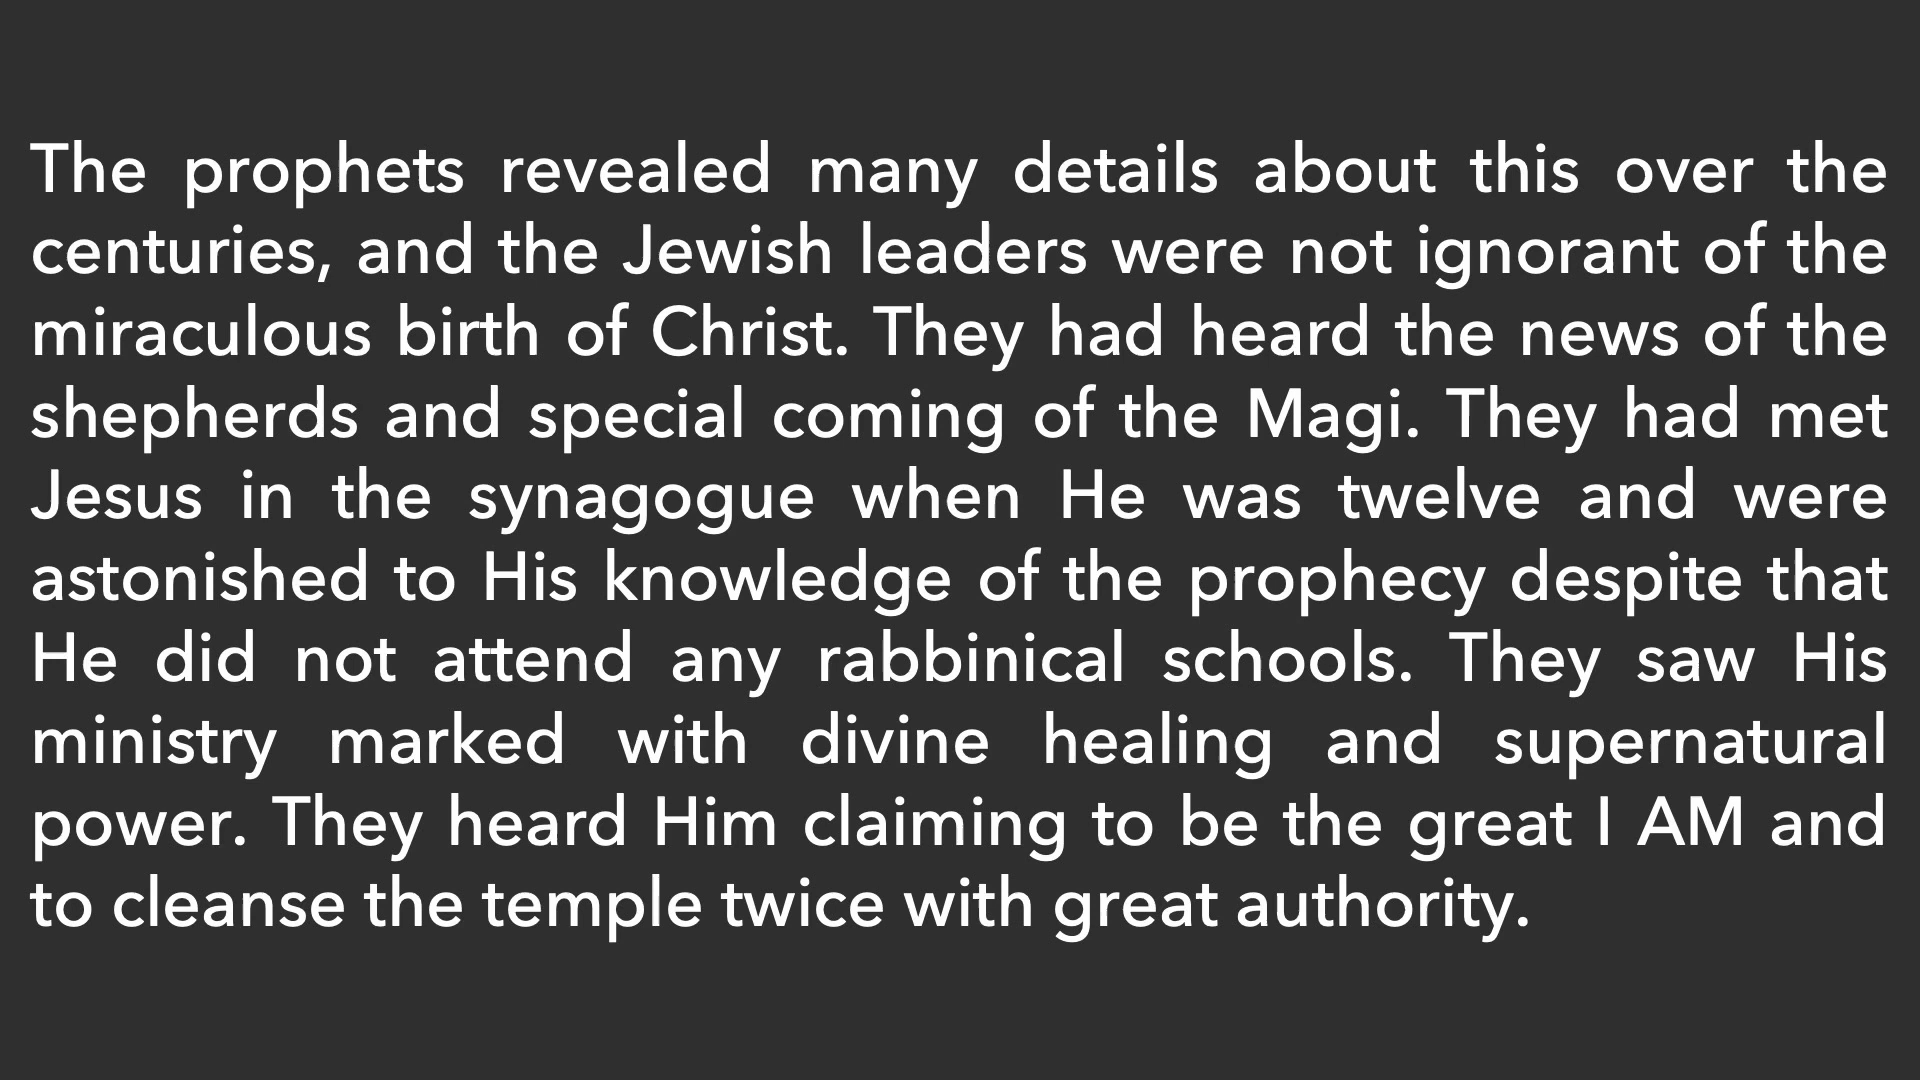 The prophets revealed many details about this over the
centuries, and the Jewish leaders were not ignorant of the
miraculous birth of Christ. They had heard the news of the
shepherds and special coming of the Magi. They had met
Jesus in the synagogue when He was twelve and were
astonished to His knowledge of the prophecy despite that
He did not attend any rabbinical schools. They saw His
ministry marked with divine healing and supernatural
power. They heard Him claiming to be the great I AM and
to cleanse the temple twice with great authority.